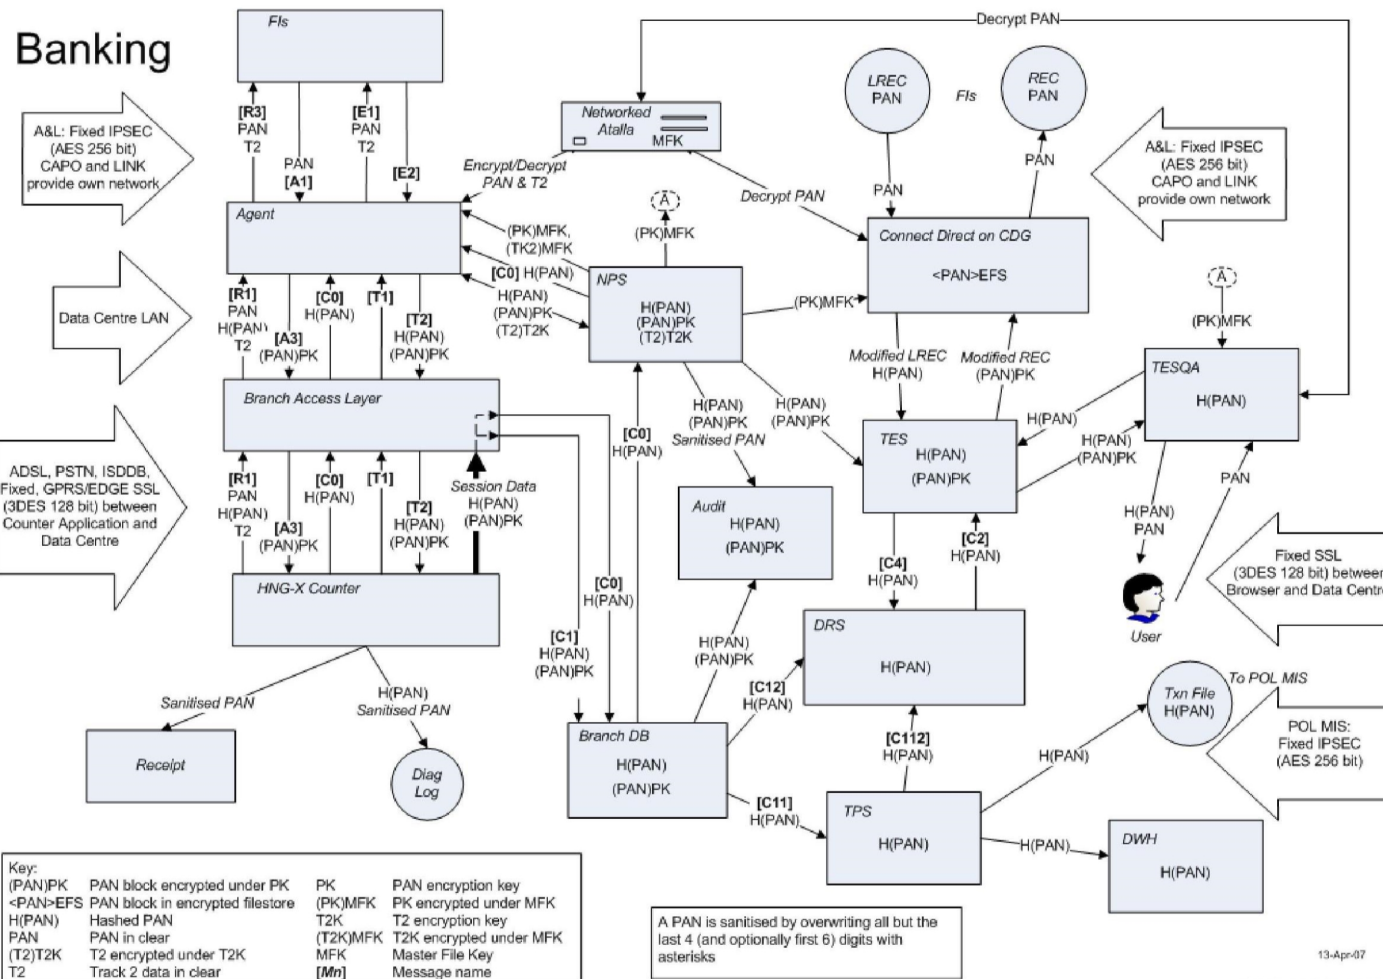 Banking
FIs
Decrypt PAN
[R3]
PAN
T2
PAN
[A1]
[E1]
PAN
T2
[E2]
A&L: Fixed IPSEC
(AES 256 bit)
CAPO and LINK
provide own network
Networked
Atalla
MFK
LREC
PAN
FIs
REC
PAN
A&L: Fixed IPSEC
(AES 256 bit)
CAPO and LINK
provide own network
Encrypt/Decrypt
PAN & T2
Decrypt PAN
PAN
PAN
Agent
(PK)MFK,
(TK2)MFK
[C0] H(PAN)
H(PAN)
(PAN)PK
(T2)T2K
A
(PK)MFK
Connect Direct on CDG
<PAN>EFS
(PK)MFK
A
(PK)MFK
Data Centre LAN
[R1]
PAN
H(PAN)
T2
[A3]
(PAN)PK
[C0]
H(PAN)
[T1]
[T2]
H(PAN)
(PAN)PK
NPS
H(PAN)
(PAN)PK
(T2)T2K
Modified LREC
H(PAN)
Modified REC
(PAN)PK
TESQA
H(PAN)
Branch Access Layer
[C0]
H(PAN)
H(PAN)
(PAN)PK
Sanitised PAN
H(PAN)
(PAN)PK
TES
H(PAN)
(PAN)PK
H(PAN)
H(PAN)
(PAN)PK
ADSL, PSTN, ISDDB,
Fixed, GPRS/EDGE SSL
(3DES 128 bit) between
Counter Application and
Data Centre
[R1]
PAN
H(PAN)
T2
[A3]
(PAN)PK
[C0]
H(PAN)
[T1]
[T2]
H(PAN)
(PAN)PK
Session Data
H(PAN)
(PAN)PK
Audit
H(PAN)
(PAN)PK
H(PAN)
PAN
PAN
[C4]
H(PAN)
[C2]
H(PAN)
User
Fixed SSL
(3DES 128 bit) between
Browser and Data Centre
HNG-X Counter
[C0]
H(PAN)
[C1]
H(PAN)
(PAN)PK
H(PAN)
(PAN)PK
DRS
H(PAN)
[C12]
H(PAN)
Sanitised PAN
H(PAN)
Sanitised PAN
Receipt
Diag
Log
Branch DB
H(PAN)
(PAN)PK
[C112]
H(PAN)
[C11]
H(PAN)
TPS
H(PAN)
H(PAN)
H(PAN)
Txn File
H(PAN)
To POL MIS
POL MIS:
Fixed IPSEC
(AES 256 bit)
DWH
H(PAN)
Key:
(PAN)PK PAN block encrypted under PK PK PAN encryption key
<PAN>EFS PAN block in encrypted filestore (PK)MFK PK encrypted under MFK
H(PAN) Hashed PAN T2K T2 encryption key
PAN PAN in clear (T2K)MFK T2K encrypted under MFK
(T2)T2K T2 encrypted under T2K MFK Master File Key
T2 Track 2 data in clear [Mn] Message name
A PAN is sanitised by overwriting all but the
last 4 (and optionally first 6) digits with
asterisks
13-Apr-07